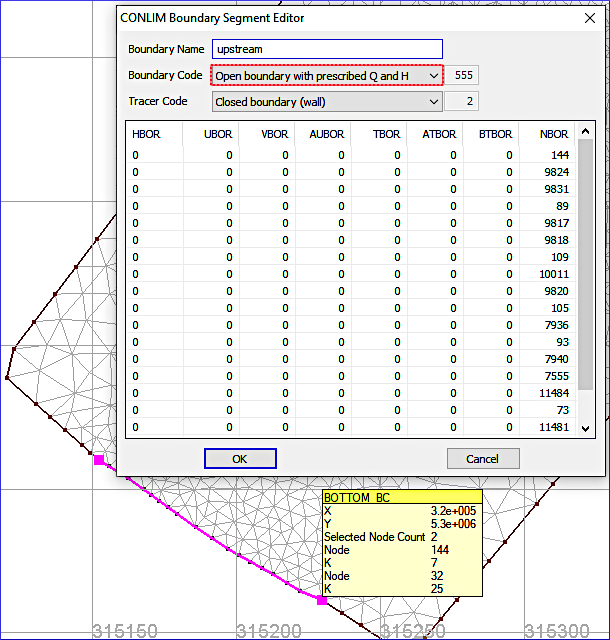 CONLIM Boundary Segment Editor
Boundary Name upstream
Boundary Code Open boundary with prescribed Q and H 555
Tracer Code Closed boundary (wall) 2
HBOR UBOR VBOR AUBOR TBOR ATBOR BTBOR NBOR
0 0 0 0 0 0 0 144
0 0 0 0 0 0 0 9824
0 0 0 0 0 0 0 9831
0 0 0 0 0 0 0 89
0 0 0 0 0 0 0 9817
0 0 0 0 0 0 0 9818
0 0 0 0 0 0 0 109
0 0 0 0 0 0 0 10011
0 0 0 0 0 0 0 9820
0 0 0 0 0 0 0 105
0 0 0 0 0 0 0 7936
0 0 0 0 0 0 0 93
0 0 0 0 0 0 0 7940
0 0 0 0 0 0 0 7555
0 0 0 0 0 0 0 11484
0 0 0 0 0 0 0 73
0 0 0 0 0 0 0 11481
OK Cancel
BOTTOM BC
X 3.2e+005
Y 5.3e+006
Selected Node Count 2
Node 144
K 7
Node 32
K 25
315150 315200 315250 315300